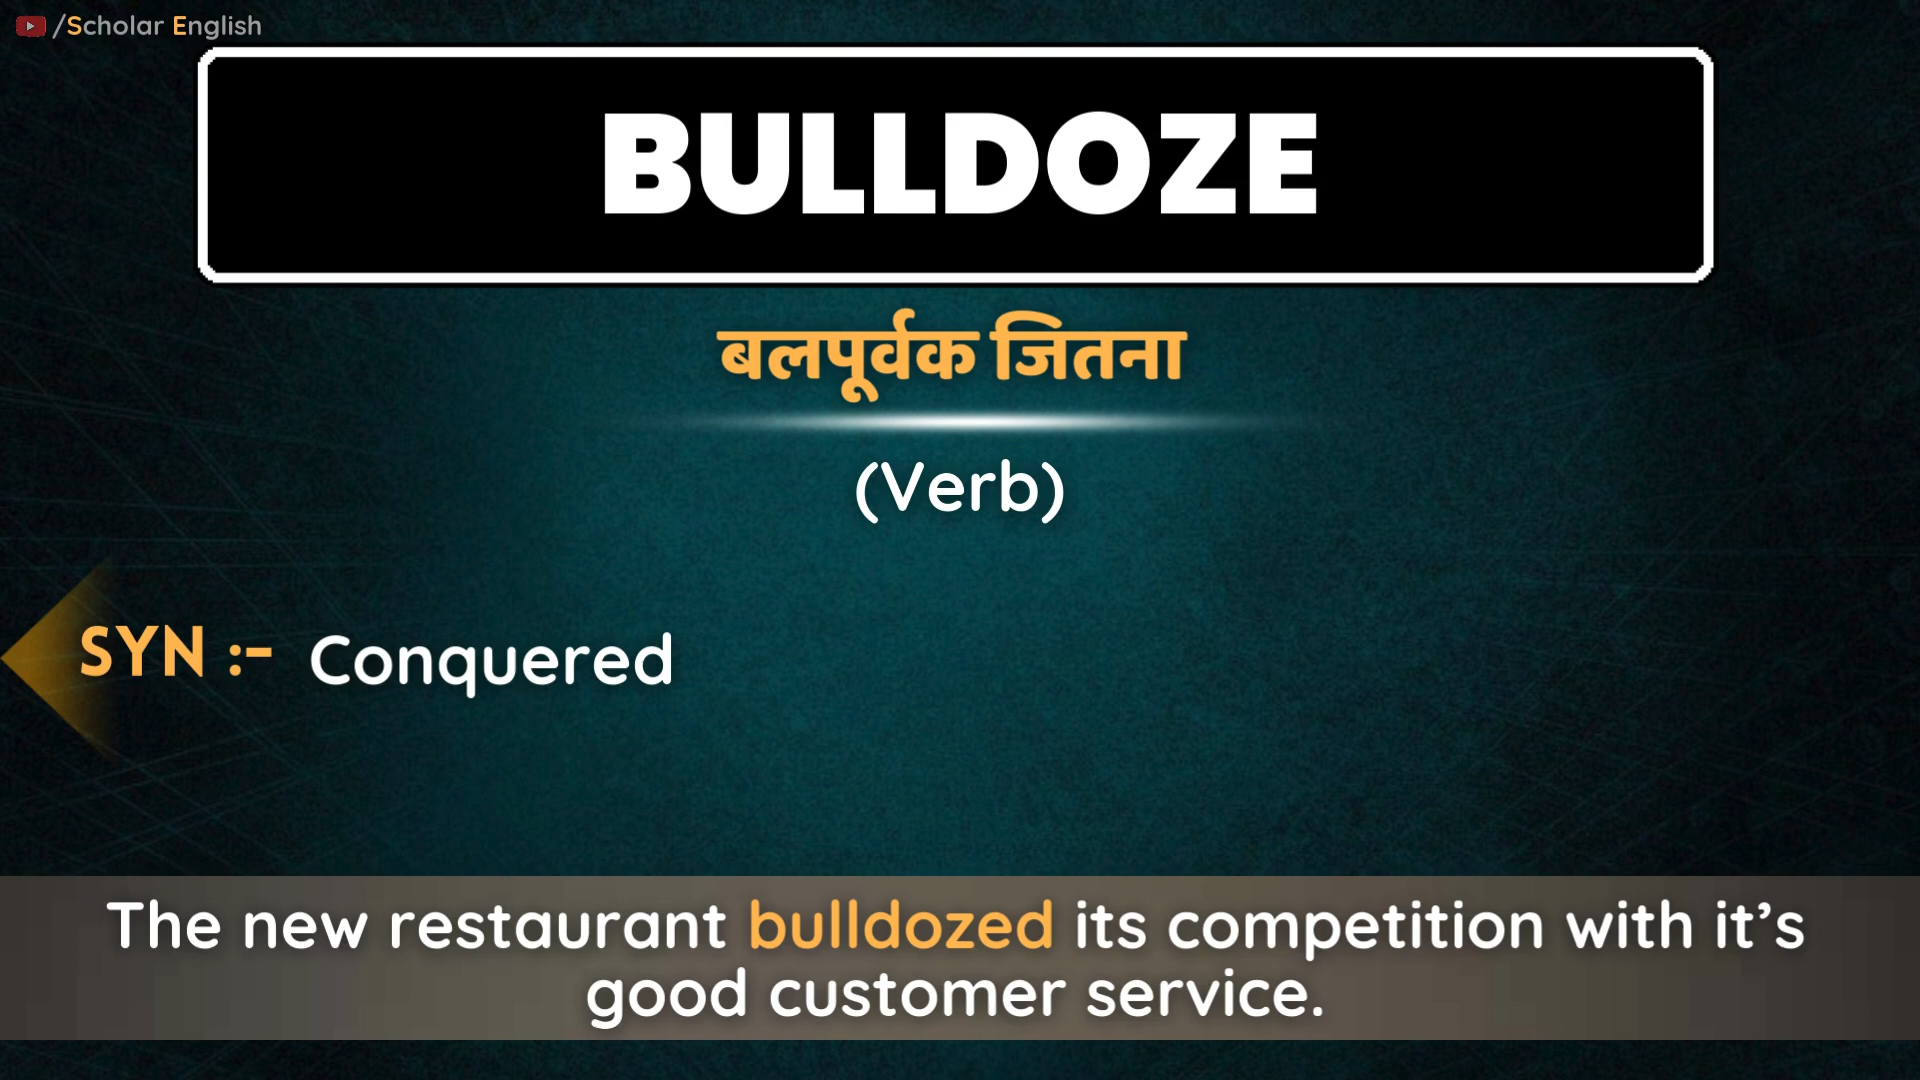 /Scholar English
BULLDOZE
बलपूर्वक जितना
(Verb)
SYN :- Conquered
The new restaurant bulldozed its competition with it’s
good customer service.